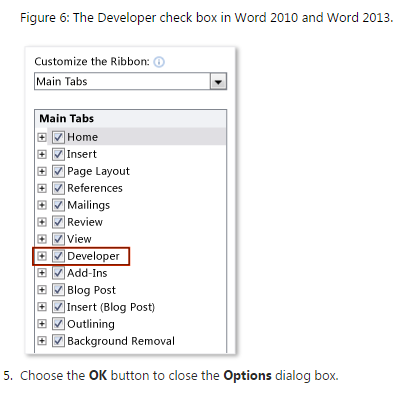 Figure 6: The Developer check box in Word 2010 and Word 2013.
Customize the Ribbon:
Main Tabs
Main Tabs
Home
Insert
Page Layout
References
Mailings
Review
View
Developer
Add-Ins
Blog Post
Insert (Blog Post)
Outlining
Background Removal
5. Choose the OK button to close the Options dialog box.